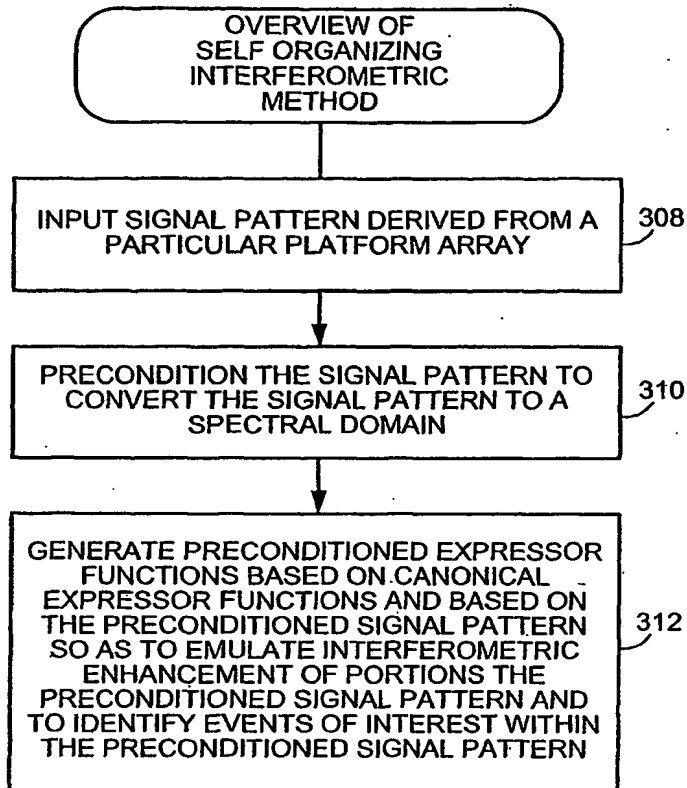 OVERVIEW OF
SELF ORGANIZING
INTERFEROMETRIC
METHOD
INPUT SIGNAL PATTERN DERIVED FROM A
PARTICULAR PLATFORM ARRAY
308
PRECONDITION THE SIGNAL PATTERN TO
CONVERT THE SIGNAL PATTERN TO A
SPECTRAL DOMAIN
310
GENERATE PRECONDITIONED EXPRESSOR
FUNCTIONS BASED ON CANONICAL
EXPRESSOR FUNCTIONS AND BASED ON
THE PRECONDITIONED SIGNAL PATTERN
SO AS TO EMULATE INTERFEROMETRIC
ENHANCEMENT OF PORTIONS THE
PRECONDITIONED SIGNAL PATTERN AND
TO IDENTIFY EVENTS OF INTEREST WITHIN
THE PRECONDITIONED SIGNAL PATTERN
312